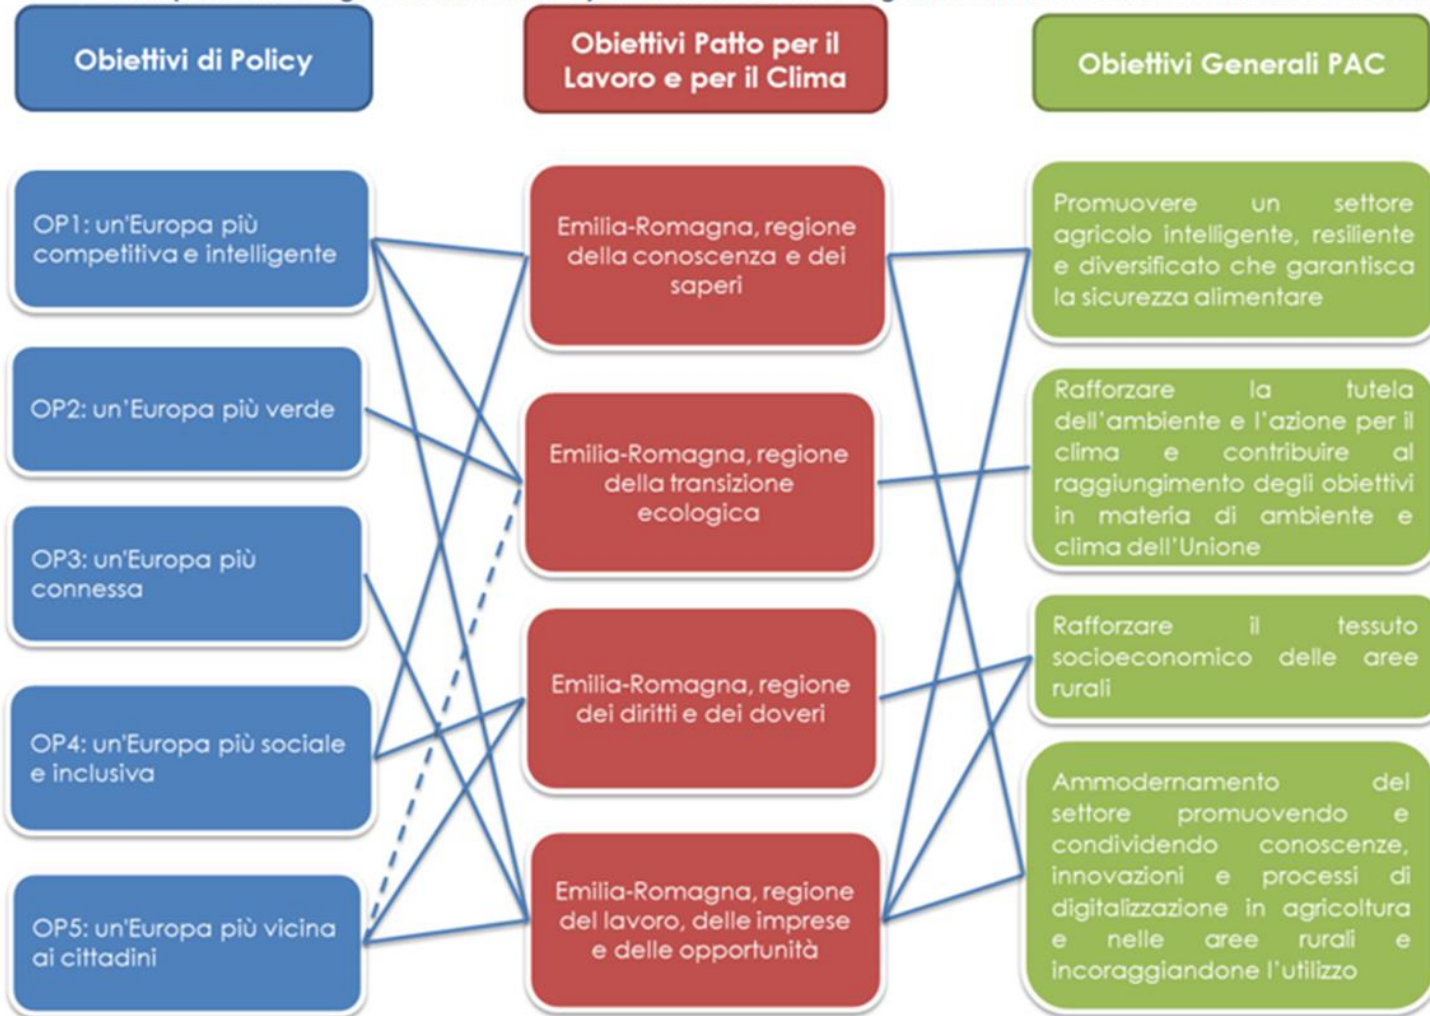 Obiettivi di Policy
Obiettivi Patto per il
Lavoro e per il Clima
Obiettivi Generali PAC
OP1: un'Europa più
competitiva e intelligente
OP2: un'Europa più verde
OP3: un'Europa più
connessa
OP4: un'Europa più sociale
e inclusiva
OP5: un'Europa più vicina
ai cittadini
Emilia-Romagna, regione
della conoscenza e dei
saperi
Emilia-Romagna, regione
della transizione
ecologica
Emilia-Romagna, regione
dei diritti e dei doveri
Emilia-Romagna, regione
del lavoro, delle imprese
e delle opportunità
Promuovere un settore
agricolo intelligente, resiliente
e diversificato che garantisca
la sicurezza alimentare
Rafforzare la tutela
dell'ambiente e l'azione per il
clima e contribuire al
raggiungimento degli obiettivi
in materia di ambiente e
clima dell'Unione
Rafforzare il tessuto
socioeconomico delle aree
rurali
Ammodernamento del
settore promuovendo e
condividendo conoscenze,
innovazioni e processi di
digitalizzazione in agricoltura
e nelle aree rurali e
incoraggiandone l'utilizzo